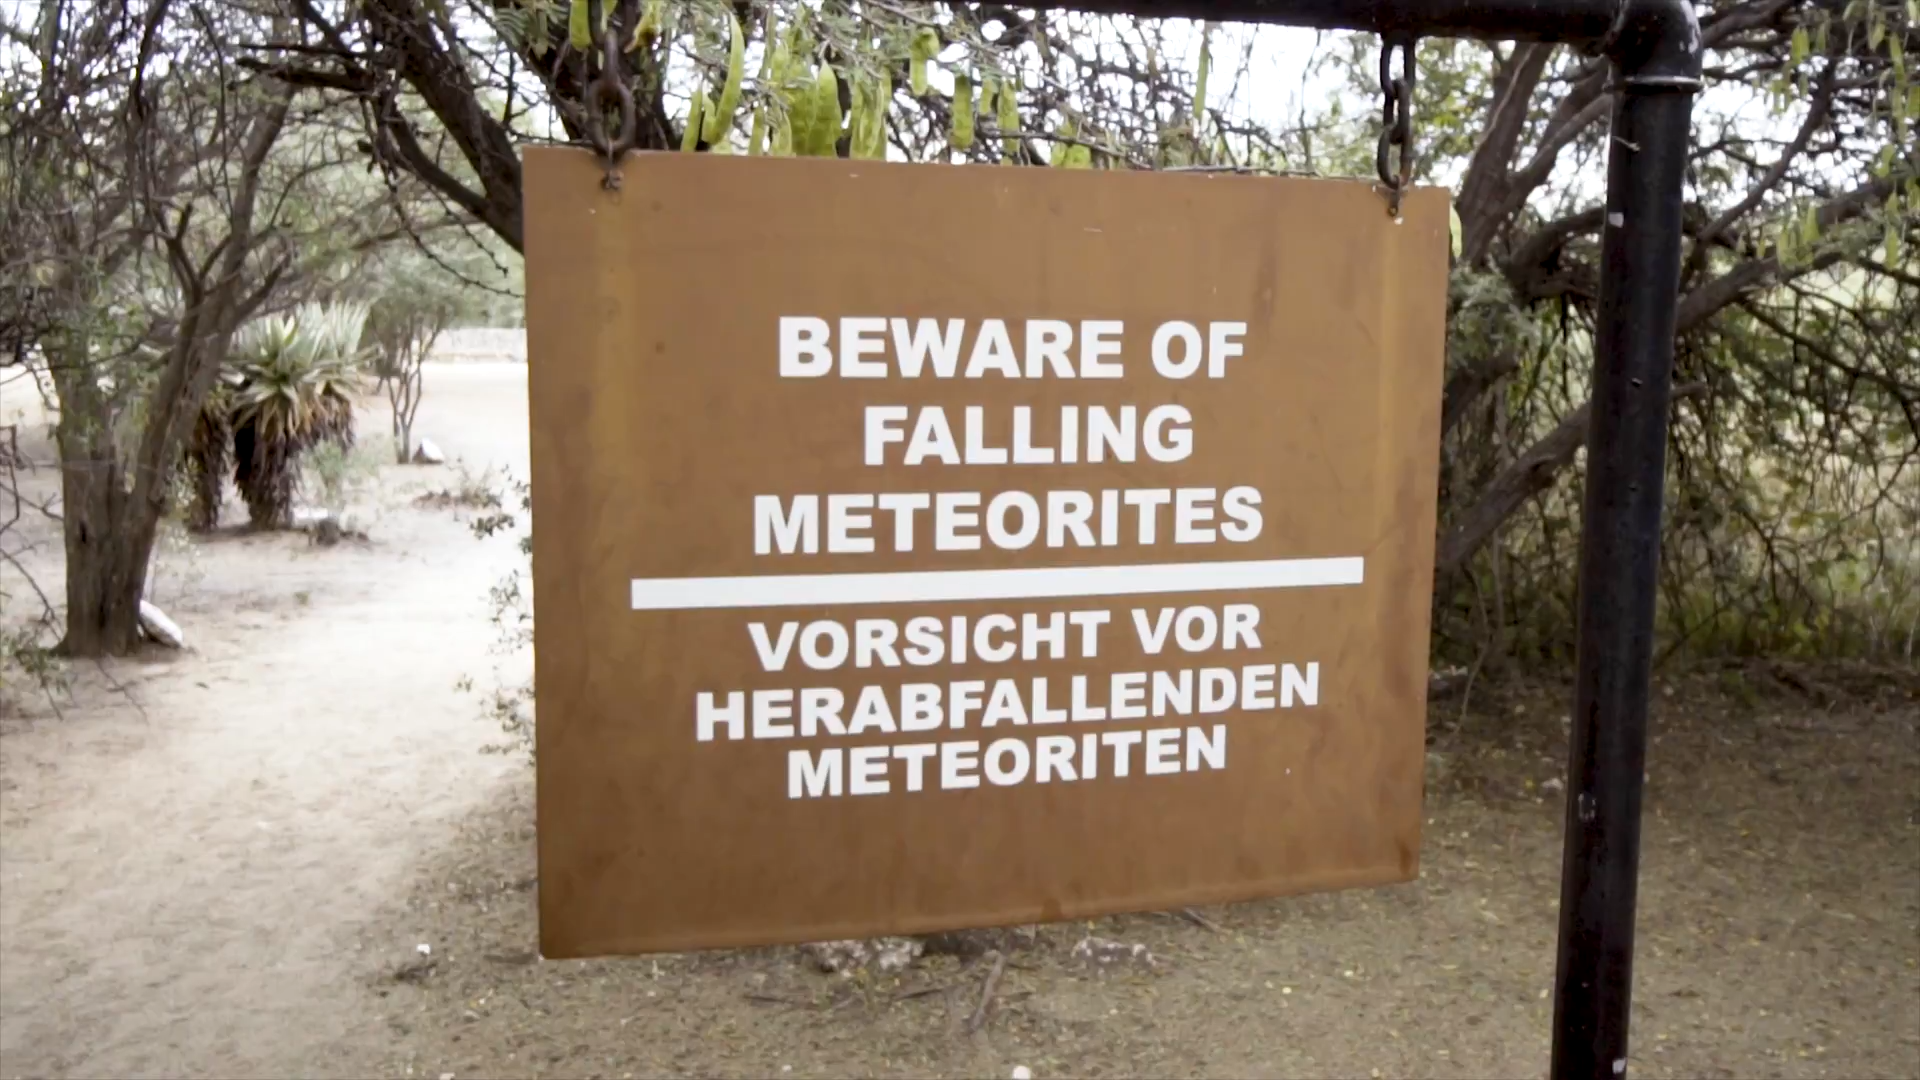 BEWARE OF
FALLING
METEORITES
VORSICHT VOR
HERABFALLENDEN
METEORITEN